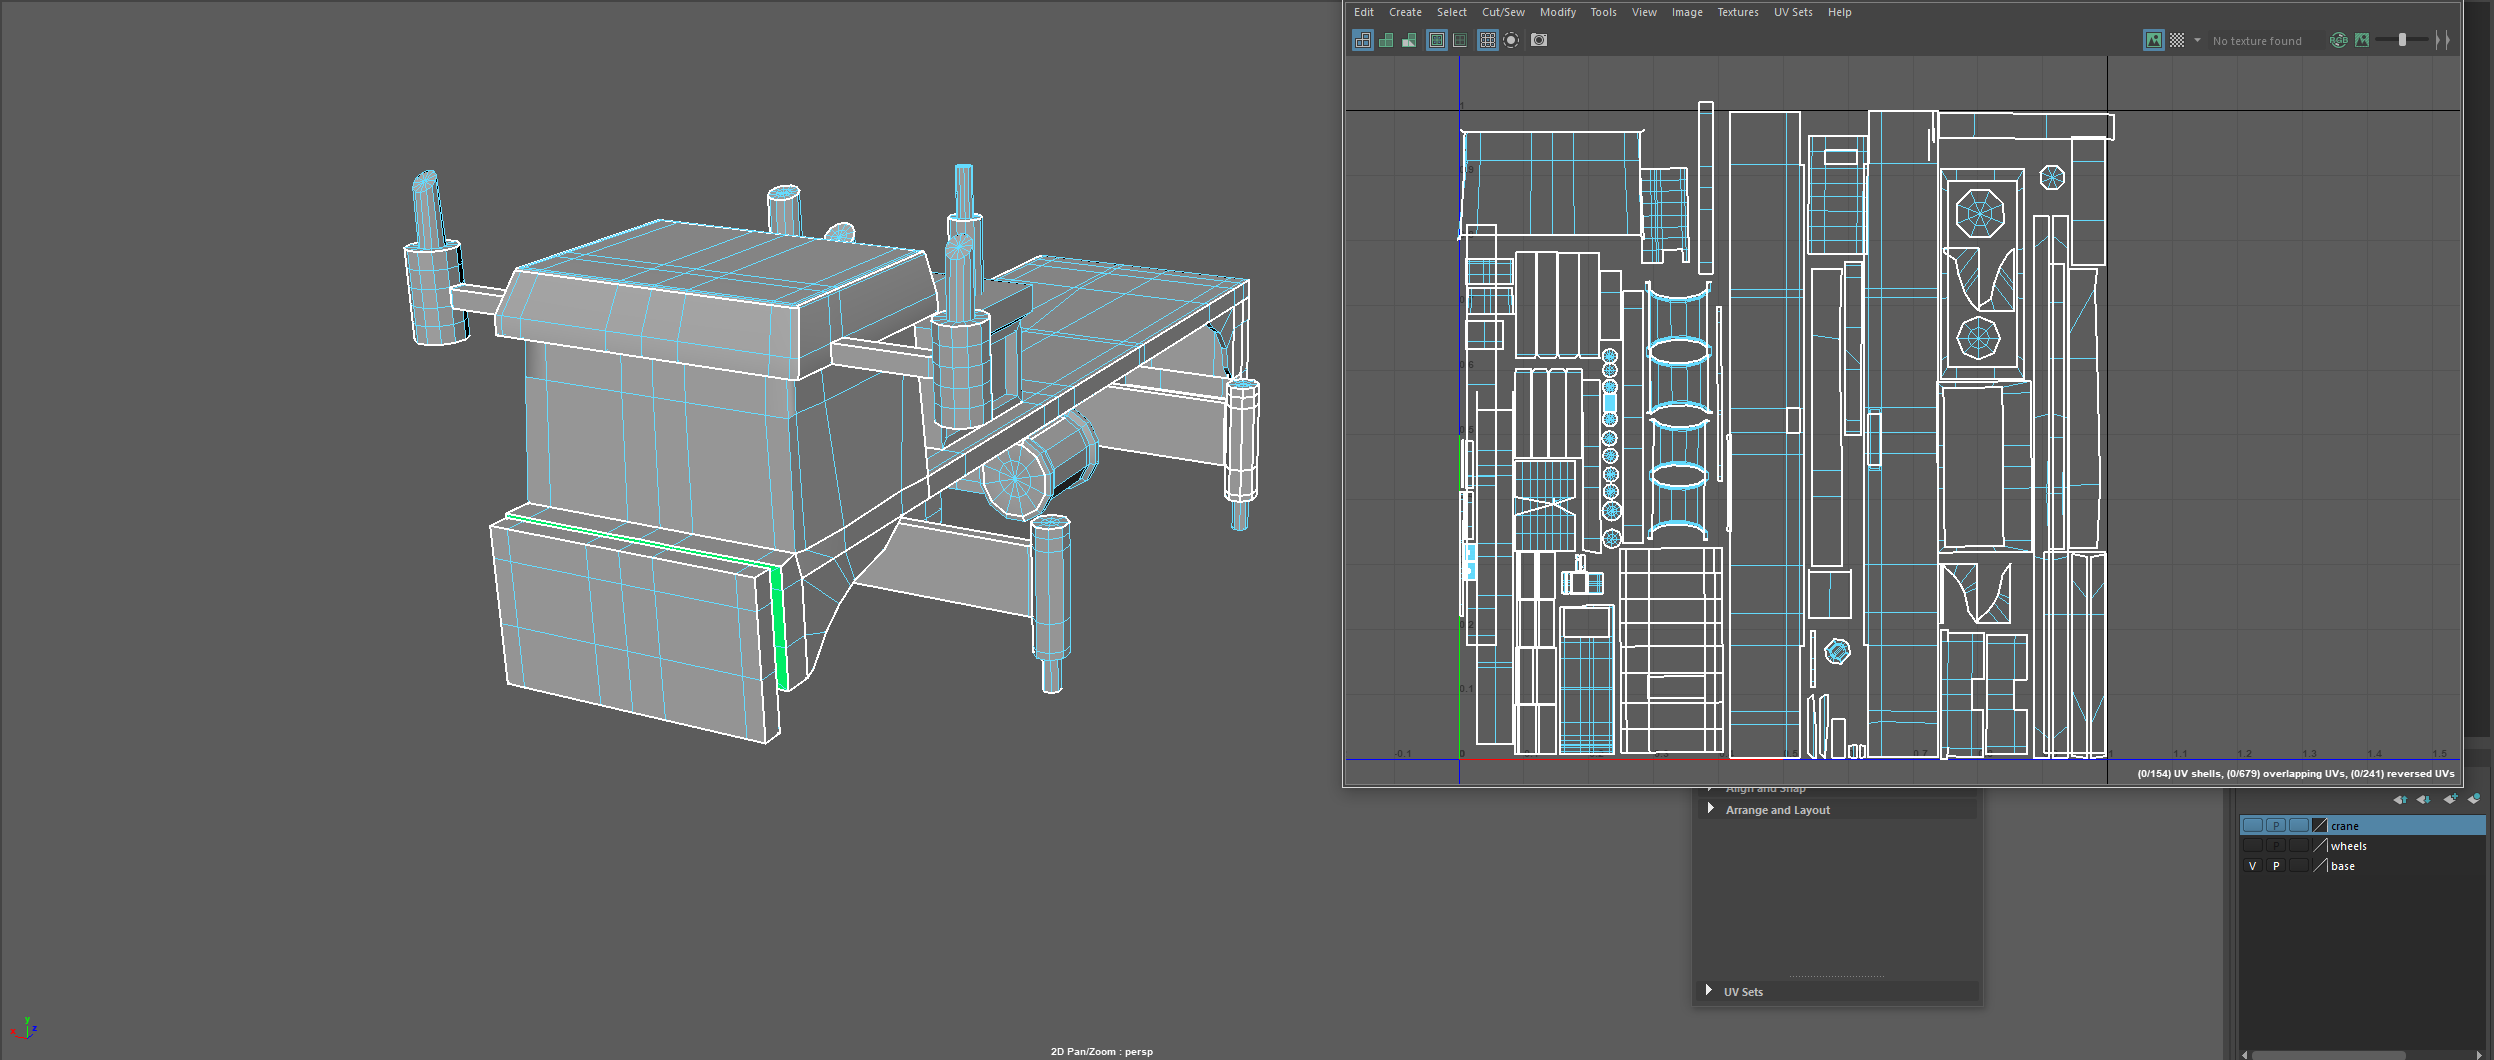 Edit Create Select Cut/Sew Modify Tools View Image Textures UV Sets Help
No texture found
RGB
1
0.6
0.2
0.1
-0.1 0 0.5 0.7 1 1.1 1.2 1.3 1.4 1.5
(0/154) UV shells, (0/679) overlapping UVs, (0/241) reversed UVs
Align and Snap
Arrange and Layout
UV Sets
P crane
P wheels
V P base
y
x z
2D Pan/Zoom : persp